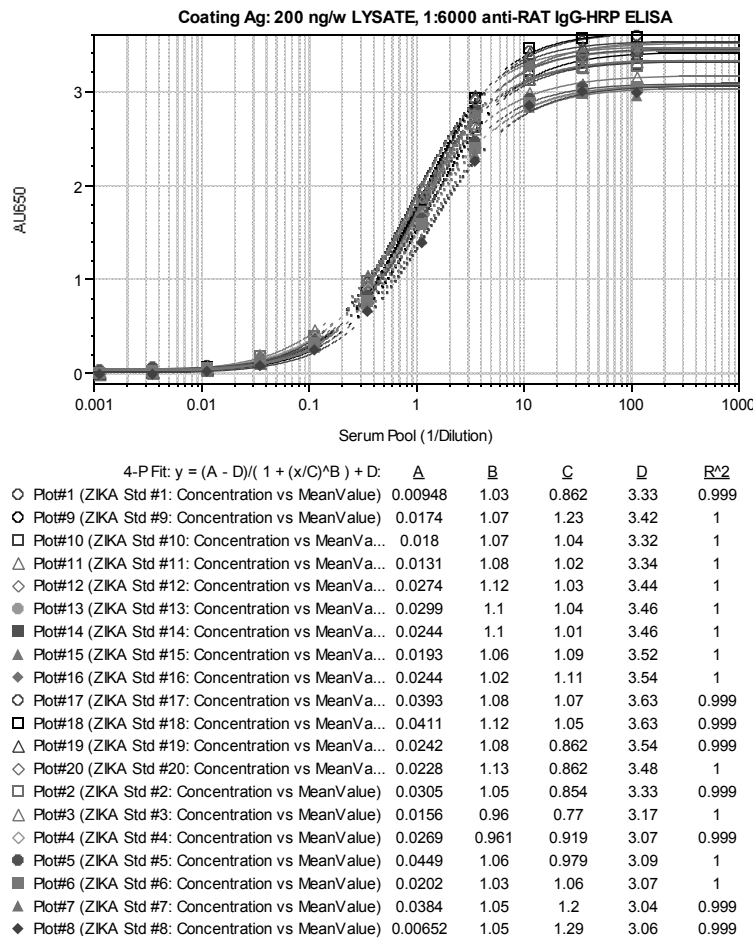 Coating Ag: 200 ng/w LYSATE, 1:6000 anti-RAT IgG-HRP ELISA
3
2
1
0
AU650
0.001 0.01 0.1 1 10 100 1000
Serum Pool (1/Dilution)
4-P Fit: y = (A - D)/( 1 + (x/C)^B ) + D: A B C D R^2
Plot#1 (ZIKA Std #1: Concentration vs MeanValue) 0.00948 1.03 0.862 3.33 0.999
Plot#9 (ZIKA Std #9: Concentration vs MeanValue) 0.0174 1.07 1.23 3.42 1
Plot#10 (ZIKA Std #10: Concentration vs MeanVa... 0.018 1.07 1.04 3.32 1
Plot#11 (ZIKA Std #11: Concentration vs MeanVa... 0.0131 1.08 1.02 3.34 1
Plot#12 (ZIKA Std #12: Concentration vs MeanVa... 0.0274 1.12 1.03 3.44 1
Plot#13 (ZIKA Std #13: Concentration vs MeanVa... 0.0299 1.1 1.04 3.46 1
Plot#14 (ZIKA Std #14: Concentration vs MeanVa... 0.0244 1.1 1.01 3.46 1
Plot#15 (ZIKA Std #15: Concentration vs MeanVa... 0.0193 1.06 1.09 3.52 1
Plot#16 (ZIKA Std #16: Concentration vs MeanVa... 0.0244 1.02 1.11 3.54 1
Plot#17 (ZIKA Std #17: Concentration vs MeanVa... 0.0393 1.08 1.07 3.63 0.999
Plot#18 (ZIKA Std #18: Concentration vs MeanVa... 0.0411 1.12 1.05 3.63 0.999
Plot#19 (ZIKA Std #19: Concentration vs MeanVa... 0.0242 1.08 0.862 3.54 0.999
Plot#20 (ZIKA Std #20: Concentration vs MeanVa... 0.0228 1.13 0.862 3.48 1
Plot#2 (ZIKA Std #2: Concentration vs MeanValue) 0.0305 1.05 0.854 3.33 0.999
Plot#3 (ZIKA Std #3: Concentration vs MeanValue) 0.0156 0.96 0.77 3.17 1
Plot#4 (ZIKA Std #4: Concentration vs MeanValue) 0.0269 0.961 0.919 3.07 0.999
Plot#5 (ZIKA Std #5: Concentration vs MeanValue) 0.0449 1.06 0.979 3.09 1
Plot#6 (ZIKA Std #6: Concentration vs MeanValue) 0.0202 1.03 1.06 3.07 1
Plot#7 (ZIKA Std #7: Concentration vs MeanValue) 0.0384 1.05 1.2 3.04 0.999
Plot#8 (ZIKA Std #8: Concentration vs MeanValue) 0.00652 1.05 1.29 3.06 0.999